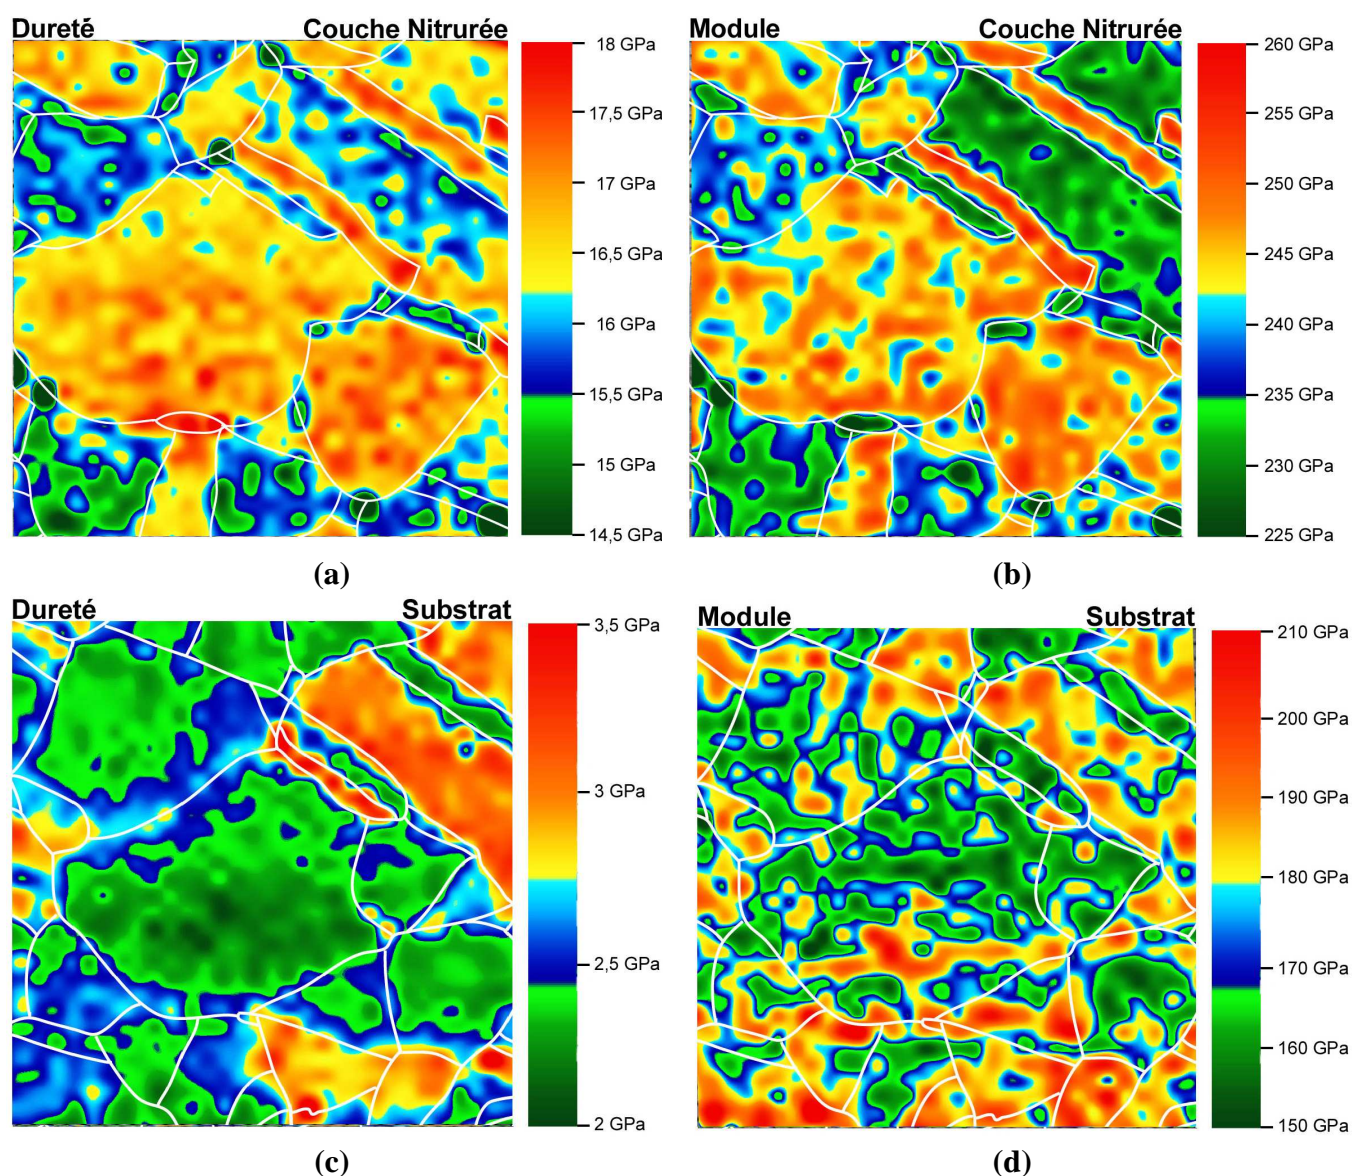 Dureté Couche Nitrurée
18 GPa
17,5 GPa
17 GPa
16,5 GPa
16 GPa
15,5 GPa
15 GPa
14,5 GPa
(a)
Module Couche Nitrurée
260 GPa
255 GPa
250 GPa
245 GPa
240 GPa
235 GPa
230 GPa
225 GPa
(b)
Dureté Substrat
3,5 GPa
3 GPa
2,5 GPa
2 GPa
(c)
Module Substrat
210 GPa
200 GPa
190 GPa
180 GPa
170 GPa
160 GPa
150 GPa
(d)